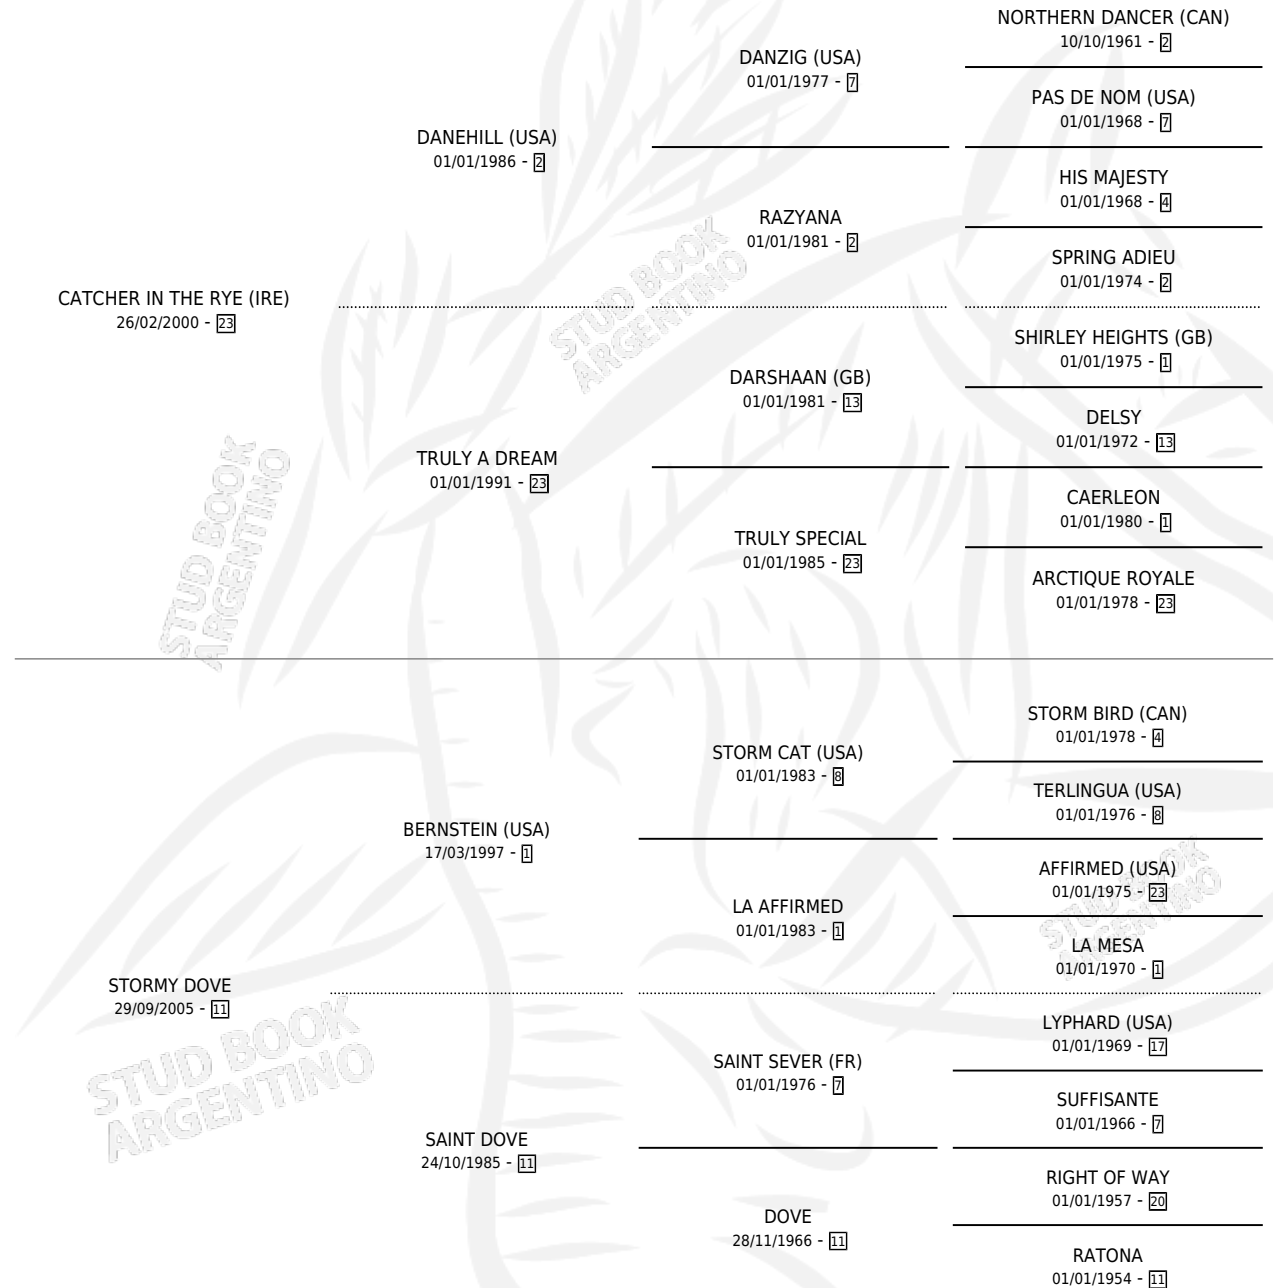 NORTHERN DANCER (CAN)
10/10/1961 - 2
DANZIG (USA)
01/01/1977 - 7
PAS DE NOM (USA)
01/01/1968 - 7
DANEHILL (USA)
01/01/1986 - 2
HIS MAJESTY
01/01/1968 - 4
RAZYANA
01/01/1981 - 2
SPRING ADIEU
01/01/1974 - 2
CATCHER IN THE RYE (IRE)
26/02/2000 - 23
SHIRLEY HEIGHTS (GB)
01/01/1975 - 1
DARSHAAN (GB)
01/01/1981 - 13
DELSY
01/01/1972 - 13
TRULY A DREAM
01/01/1991 - 23
CAERLEON
01/01/1980 - 1
TRULY SPECIAL
01/01/1985 - 23
ARCTIQUE ROYALE
01/01/1978 - 23
STUD BOOK
ARGENTINO
STUD BOOK
ARGENTINO
STORM BIRD (CAN)
01/01/1978 - 4
STORM CAT (USA)
01/01/1983 - 8
TERLINGUA (USA)
01/01/1976 - 8
BERNSTEIN (USA)
17/03/1997 - 1
AFFIRMED (USA)
01/01/1975 - 23
LA AFFIRMED
01/01/1983 - 1
LA MESA
01/01/1970 - 1
STUD BOOK
ARGENTINO
STORMY DOVE
29/09/2005 - 11
LYPHARD (USA)
01/01/1969 - 17
SAINT SEVER (FR)
01/01/1976 - 7
SUFFISANTE
01/01/1966 - 7
STUD BOOK
ARGENTINO
SAINT DOVE
24/10/1985 - 11
RIGHT OF WAY
01/01/1957 - 20
DOVE
28/11/1966 - 11
RATONA
01/01/1954 - 11